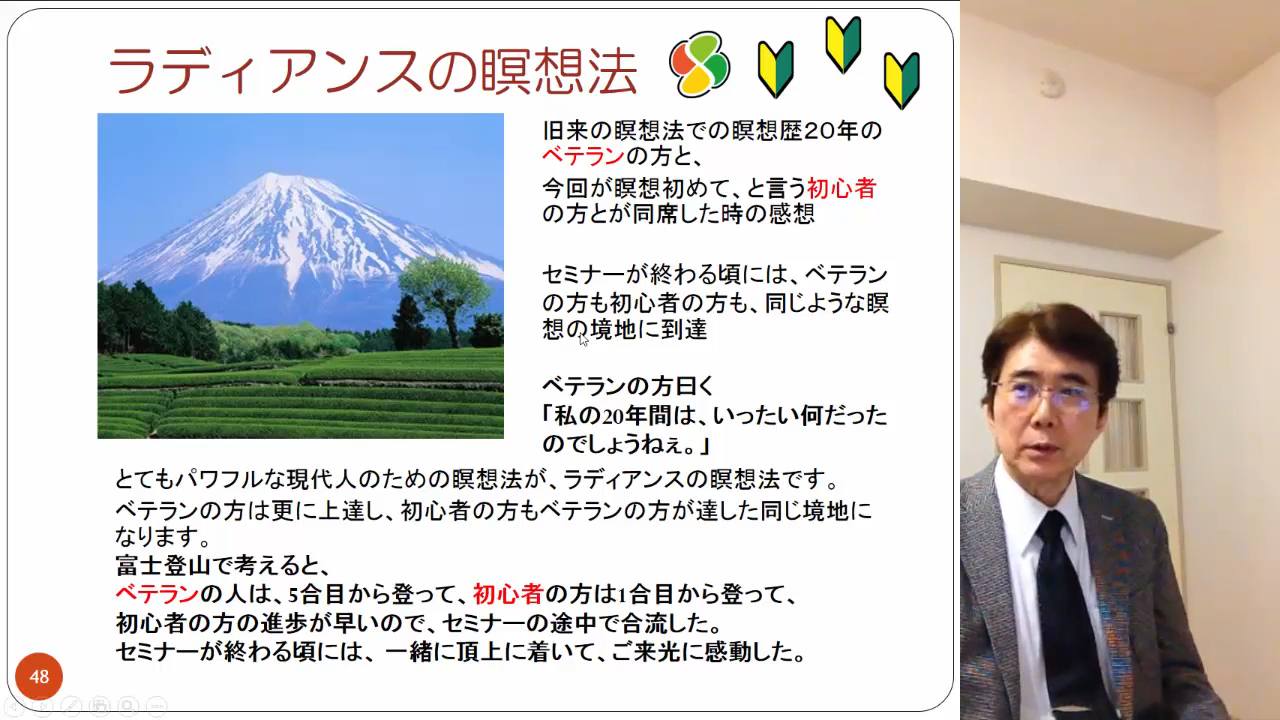 ラディアンスの瞑想法
旧来の瞑想法での瞑想歴２０年の
ベテランの方と、
今回が瞑想初めて、と言う初心者
の方とが同席した時の感想
セミナーが終わる頃には、ベテラン
の方も初心者の方も、同じような瞑
想の境地に到達
ベテランの方曰く
「私の20年間は、いったい何だった
のでしょうねぇ。」
とてもパワフルな現代人のための瞑想法が、ラディアンスの瞑想法です。
ベテランの方は更に上達し、初心者の方もベテランの方が達した同じ境地に
なります。
富士登山で考えると、
ベテランの人は、5合目から登って、初心者の方は1合目から登って、
初心者の方の進歩が早いので、セミナーの途中で合流した。
セミナーが終わる頃には、一緒に頂上に着いて、ご来光に感動した。
48